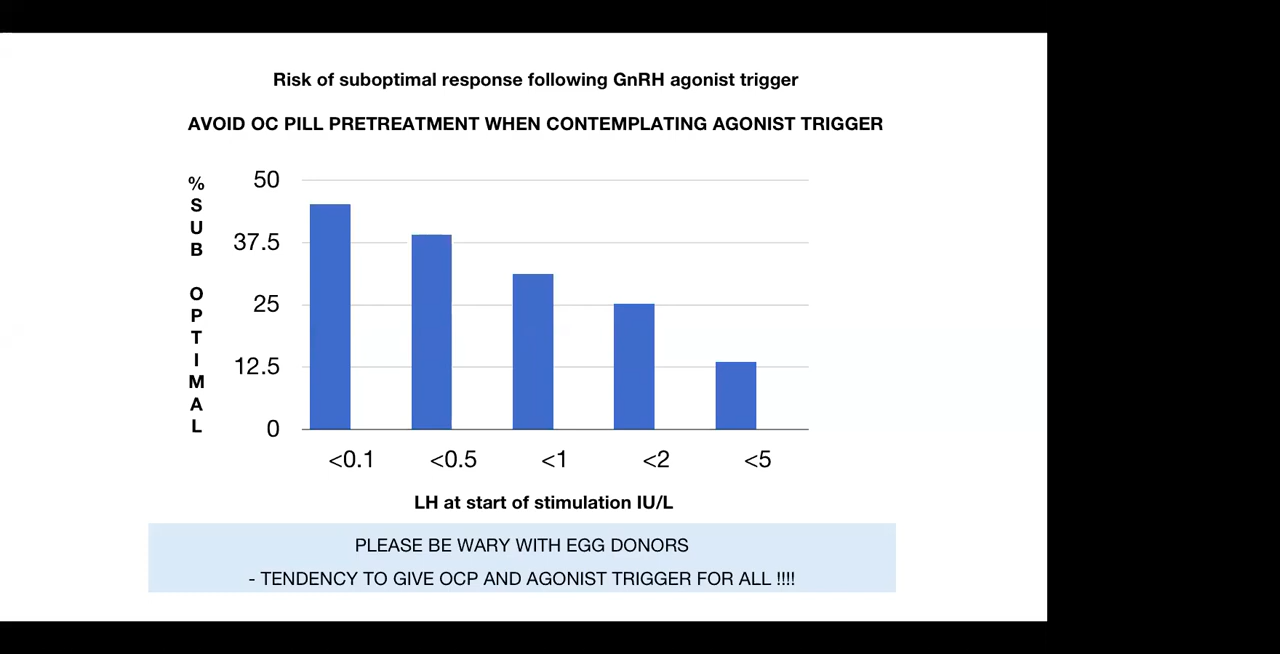 Risk of suboptimal response following GnRH agonist trigger
AVOID OC PILL PRETREATMENT WHEN CONTEMPLATING AGONIST TRIGGER
% SUB OPTIMAL
50
37.5
25
12.5
0
<0.1 <0.5 <1 <2 <5
LH at start of stimulation IU/L
PLEASE BE WARY WITH EGG DONORS
- TENDENCY TO GIVE OCP AND AGONIST TRIGGER FOR ALL !!!!